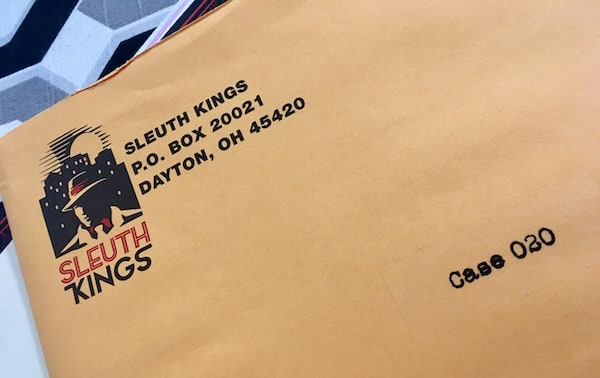 SLEUTH KINGS
P.O. BOX 20021
DAYTON, OH 45420
SLEUTH
KINGS
Case 020